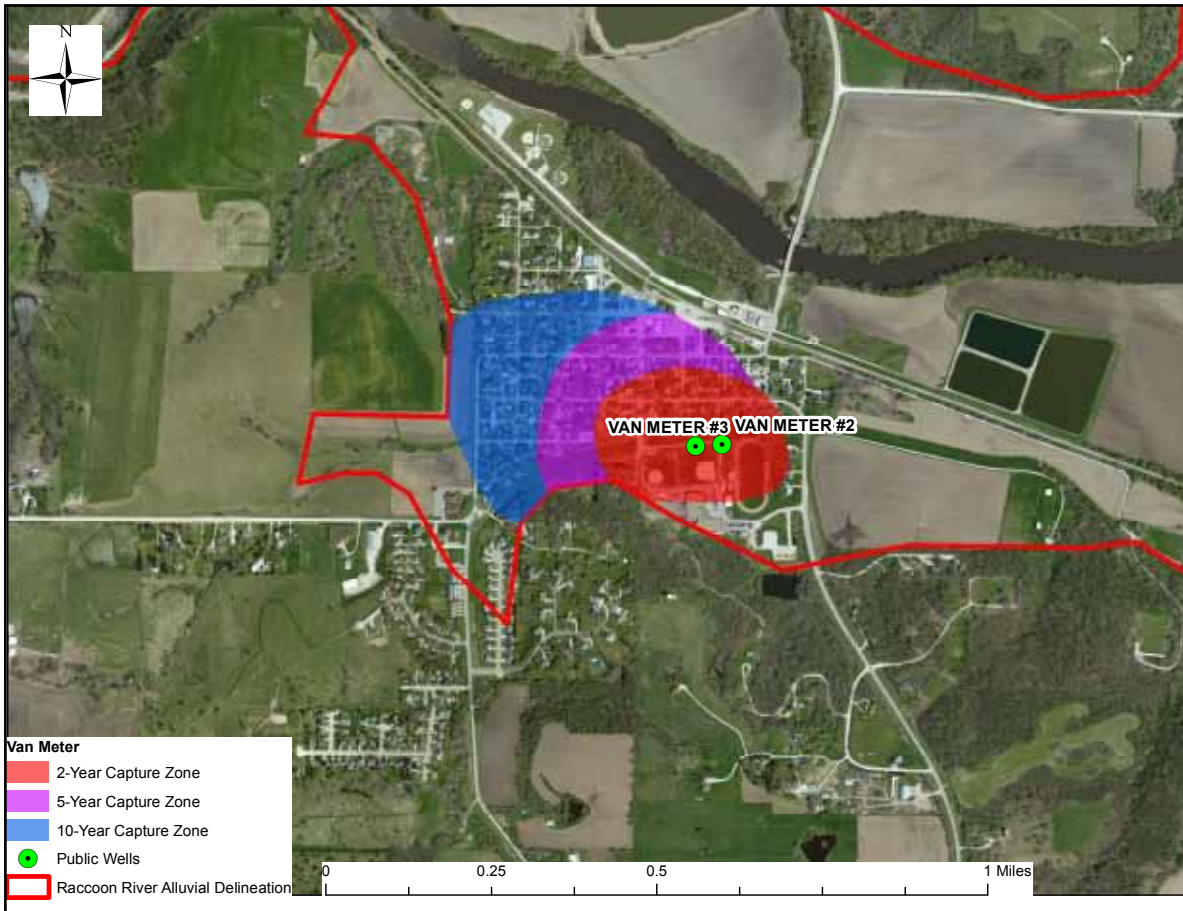 N
VAN METER #3
VAN METER #2
Van Meter
2-Year Capture Zone
5-Year Capture Zone
10-Year Capture Zone
Public Wells
Raccoon River Alluvial Delineation
0 0.25 0.5 1 Miles